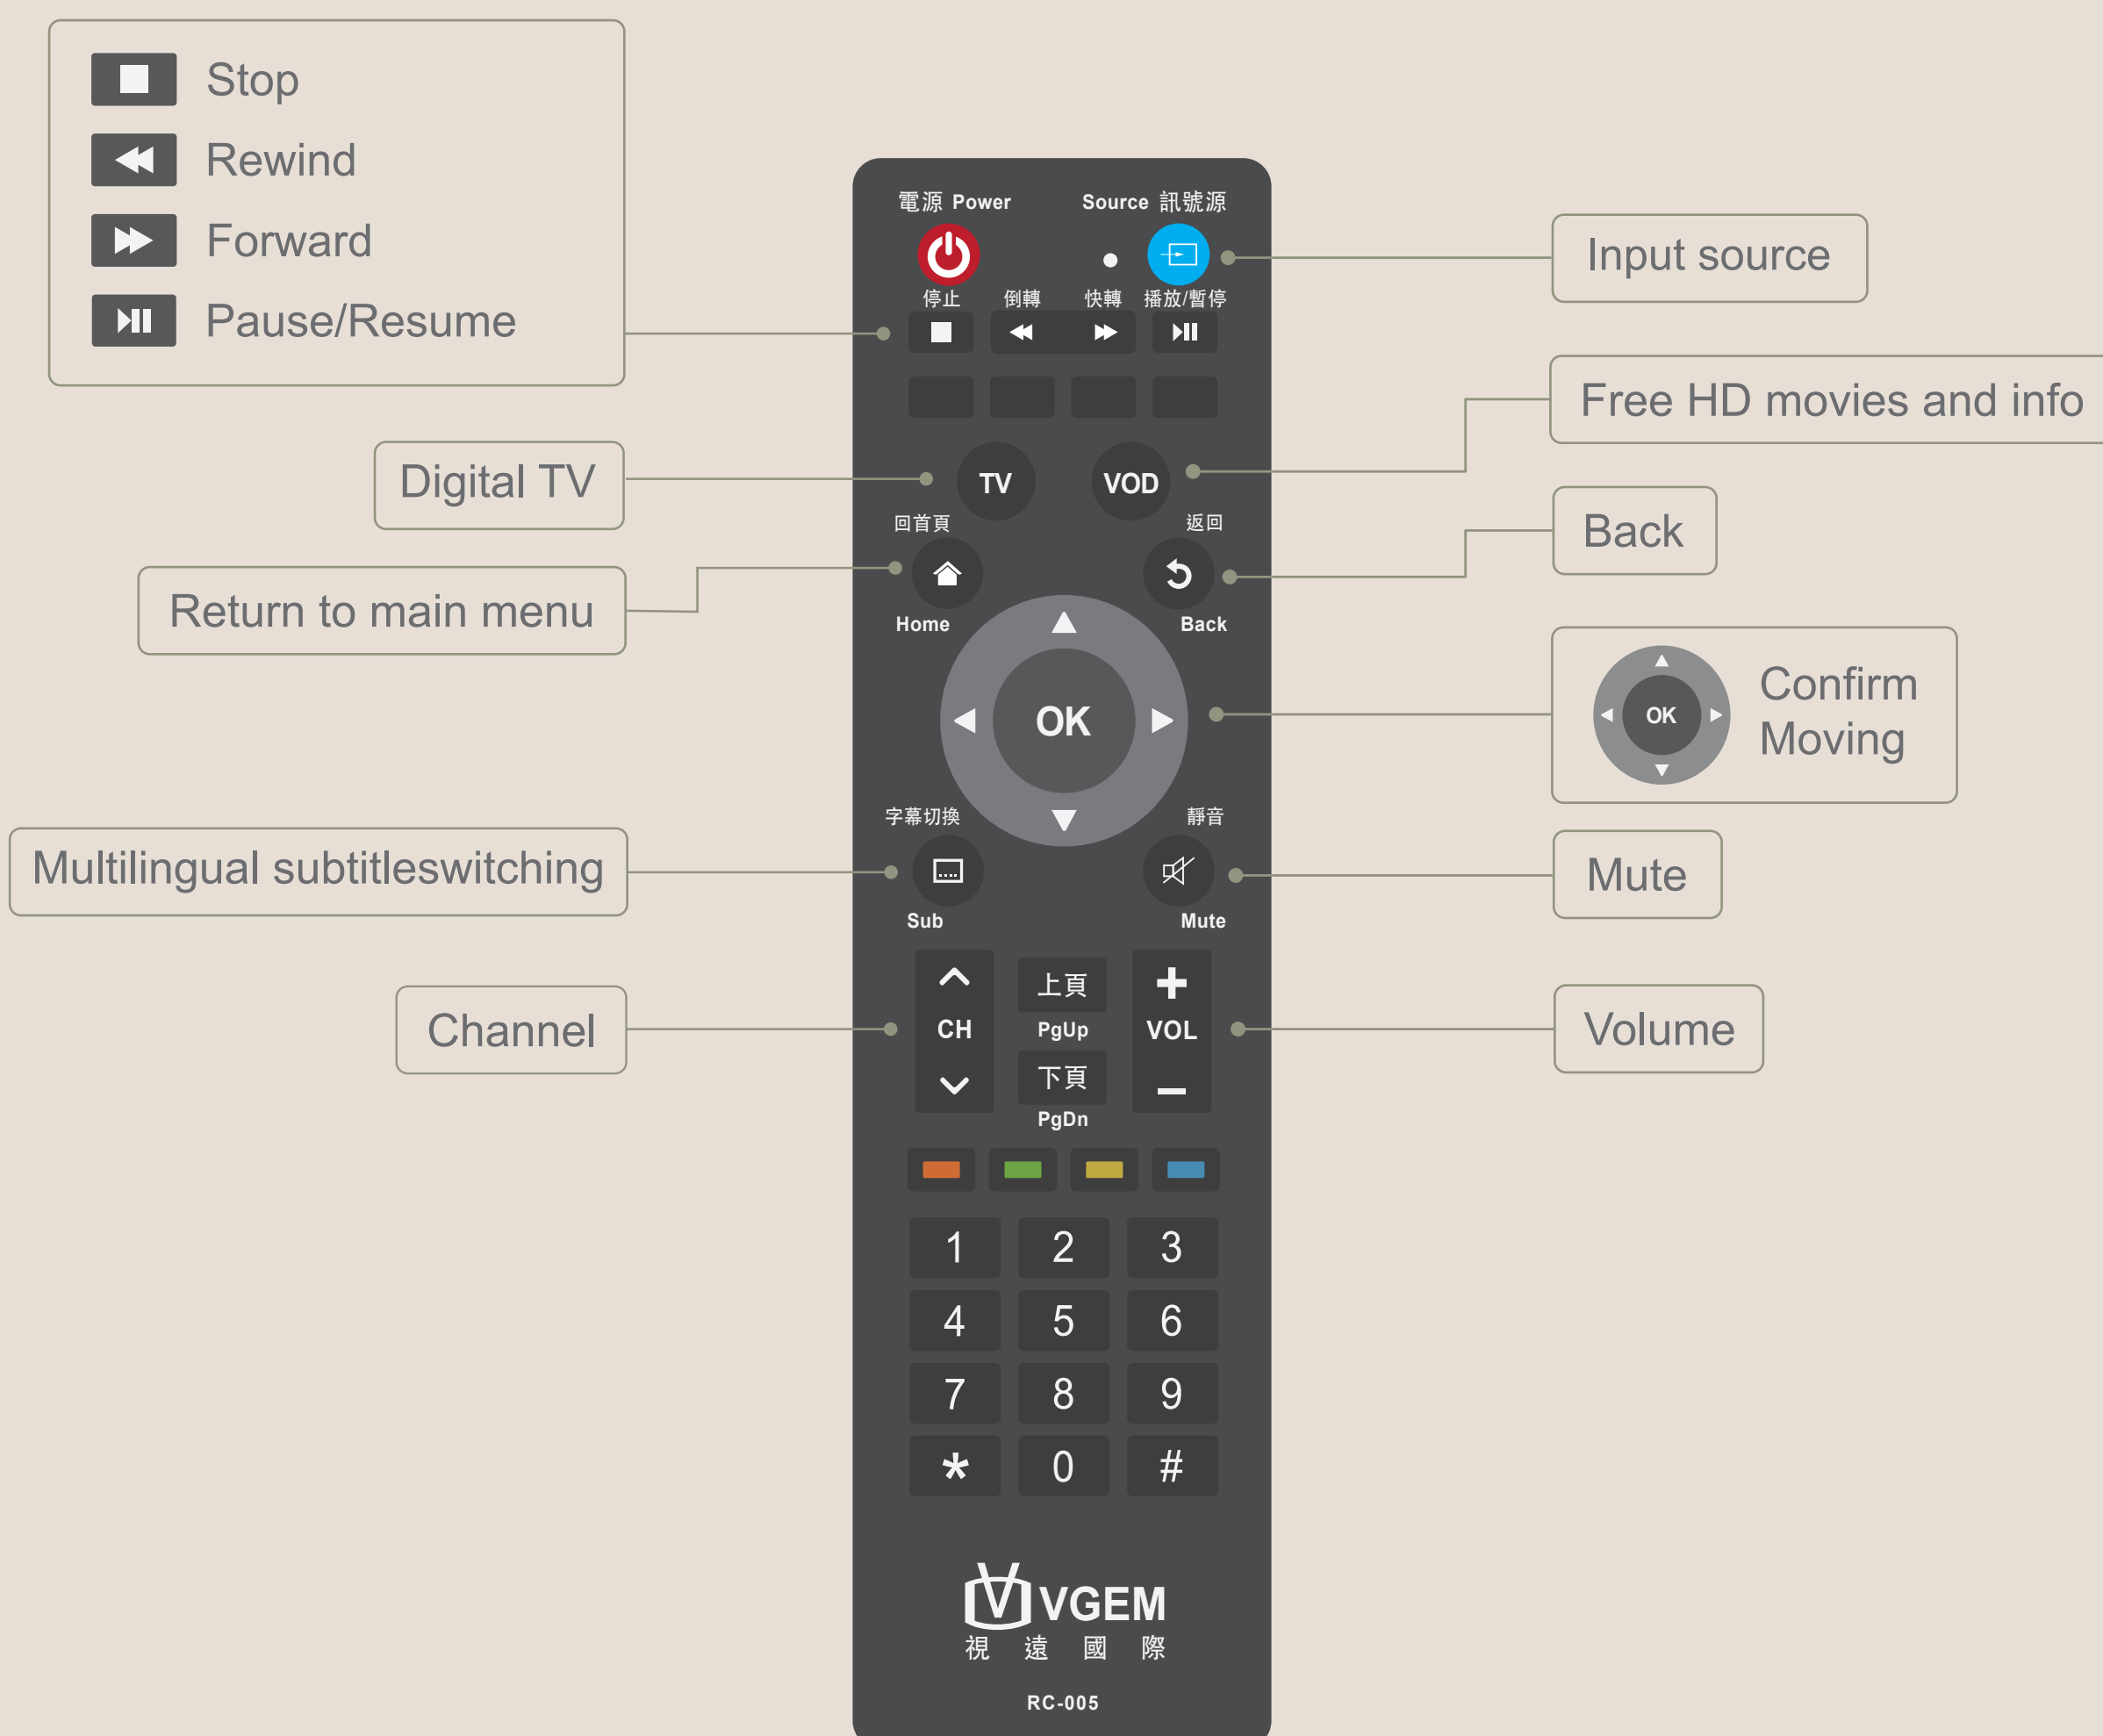 Stop
Rewind
Forward
Pause/Resume
電源 Power
Source 訊號源
Input source
停止
倒轉
快轉
播放/暫停
Free HD movies and info
Digital TV
TV
VOD
回首頁
返回
Back
Return to main menu
Home
Back
OK
OK
Confirm
Moving
字幕切換
靜音
Multilingual subtitleswitching
Mute
Sub
Mute
上頁
Channel
CH
PgUp
VOL
Volume
下頁
PgDn
1 2 3
4 5 6
7 8 9
* 0 #
VGEM
視遠國際
RC-005